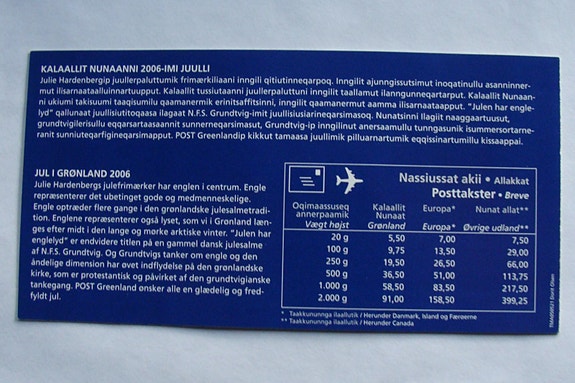 KALAALLIT NUNAANNI 2006-IMI JUULLI
Julie Hardenbergip juullerpaluttumik frimærkiliaani inngili qitiutinneqarpoq. Inngilit ajunngissutsimut inoqatinullu asanninner-
mut ilisarnaataalluinnartuupput. Kalaallit tussiutaanni juullerpaluttuni inngilit taallamut ilanngunneqartarput. Kalaallit Nunaan-
ni ukiumi takisuumi taaqisumilu qaamanermik erinitsaffitsinni, inngilit qaamanermut aamma ilisarnaataapput. "Julen har engle-
lyd" qallunaat juullisiutitoqaasa ilagaat N.F.S. Grundtvig-imit juullisiusiarineqarsimasoq. Nunatsinni Ilagiit naaggaartuusut,
grundtvigilerisullu eqqarsartaasaannit sunnerneqarsimasut, Grundtvig-ip inngilinut anersaamullu tunngasunik isummersortarne-
ranit sunniuteqarfigineqarsimapput. POST Greenlandip kikkut tamaasa juullimik pilluarnartumik eqqissinartumillu kissaappai.
JUL I GRØNLAND 2006
Julie Hardenbergs julefrimærker har englen i centrum. Engle
repræsenterer det ubetinget gode og medmenneskelige.
Engle optræder flere gange i den grønlandske julesalmetradi-
tion. Englene repræsenterer også lyset, som vi i Grønland læn-
ges efter midt i den lange og mørke arktiske vinter. "Julen har
englelyd" er endvidere titlen på en gammel dansk julesalme
af N.F.S. Grundtvig. Og Grundtvigs tanker om engle og den
åndelige dimension har øvet indflydelse på den grønlandske
kirke, som er protestantisk og påvirket af den grundtvigianske
tankegang. POST Greenland ønsker alle en glædelig og fred-
fyldt jul.
Nassiussat akii • Allakkat
Posttakster • Breve
Oqimaassuseq Kalaallit Europa* Nunat allat**
annerpaamik Nunaat
Vægt højst Grønland Europa* Øvrige udland**
20 g 5,50 7,00 7,50
100 g 9,75 13,50 29,00
250 g 19,50 26,50 66,00
500 g 36,50 51,00 113,75
1.000 g 58,50 83,50 217,50
2.000 g 91,00 158,50 399,25
* Taakkununnga ilaallutik / Herunder Danmark, Island og Færøerne
** Taakkununnga ilaallutik / Herunder Canada